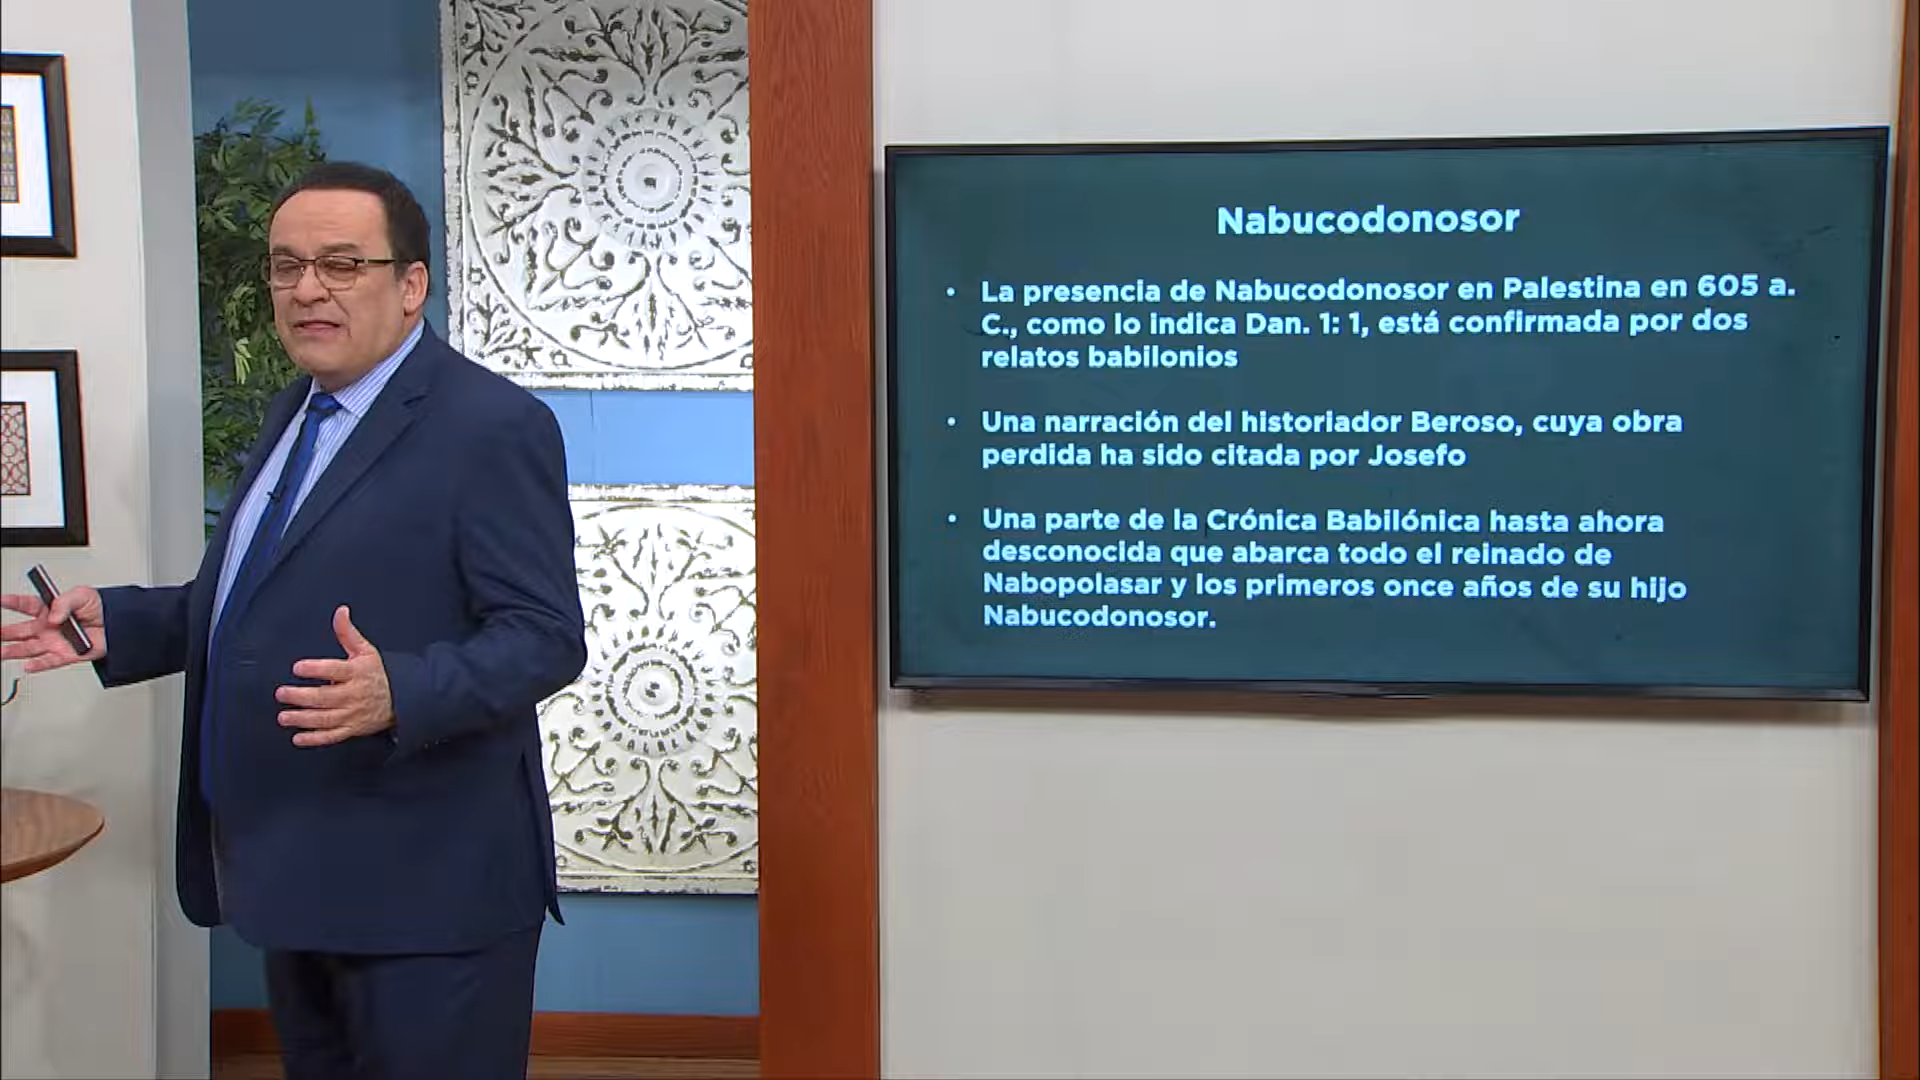 Nabucodonosor
• La presencia de Nabucodonosor en Palestina en 605 a.
C., como lo indica Dan. 1: 1, está confirmada por dos
relatos babilonios
• Una narración del historiador Beroso, cuya obra
perdida ha sido citada por Josefo
• Una parte de la Crónica Babilónica hasta ahora
desconocida que abarca todo el reinado de
Nabopolasar y los primeros once años de su hijo
Nabucodonosor.